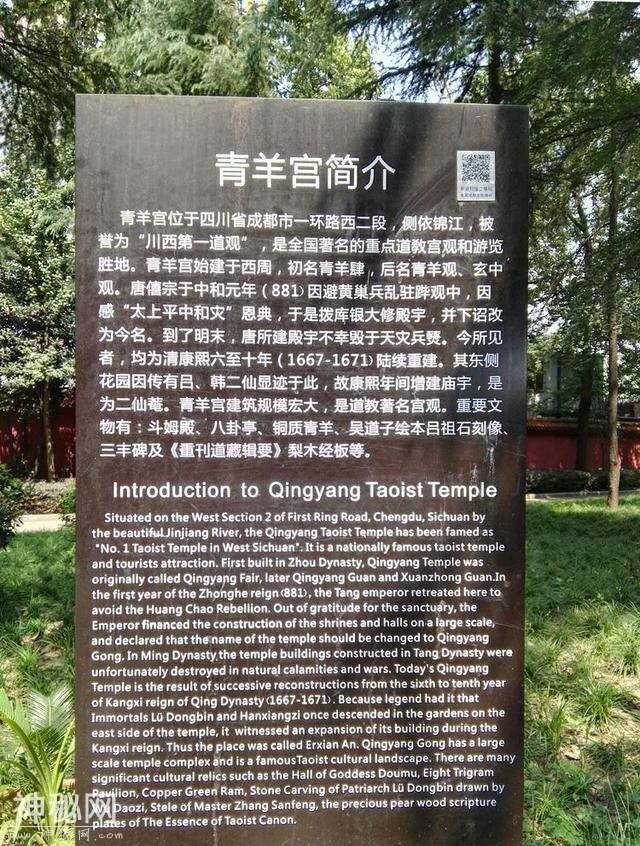 青羊宫简介
青羊宫位于四川省成都市一环路西二段，侧依锦江，被
誉为“川西第一道观”，是全国著名的重点道教宫观和游览
胜地。青羊宫始建于西周，初名青羊肆，后名青羊观、玄中
观。唐僖宗于中和元年（881）因避黄巢兵乱驻跸观中，因
感“太上平中和灾”恩典，于是拨库银大修殿宇，并下诏改
为今名。到了明末，唐所建殿宇不幸毁于天灾兵燹。今所见
者，均为清康熙六至十年（1667-1671）陆续重建。其东侧
花园因传有吕、韩二仙显迹于此，故康熙年间增建庙宇，是
为二仙菴。青羊宫建筑规模宏大，是道教著名宫观。重要文
物有：斗姆殿、八卦亭、铜质青羊、吴道子绘本吕祖石刻像、
三丰碑及《重刊道藏辑要》梨木经板等。
Introduction to Qingyang Taoist Temple
Situated on the West Section 2 of First Ring Road, Chengdu, Sichuan by
the beautiful Jinjiang River, the Qingyang Taoist Temple has been famed as
"No. 1 Taoist Temple in West Sichuan". It is a nationally famous taoist temple
and tourists attraction. First built in Zhou Dynasty, Qingyang Temple was
originally called Qingyang Fair, later Qingyang Guan and Xuanzhong Guan.In
the first year of the Zhonghe reign (881), the Tang emperor retreated here to
avoid the Huang Chao Rebellion. Out of gratitude for the sanctuary, the
Emperor financed the construction of the shrines and halls on a large scale,
and declared that the name of the temple should be changed to Qingyang
Gong. In Ming Dynasty,the temple buildings constructed in Tang Dynasty were
unfortunately destroyed in natural calamities and wars. Today's Qingyang
Temple is the result of successive reconstructions from the sixth to tenth year
of Kangxi reign of Qing Dynasty (1667-1671). Because legend had it that
Immortals Lü Dongbin and Hanxiangzi once descended in the gardens on the
east side of the temple, it witnessed an expansion of its building during the
Kangxi reign. Thus the place was called Erxian An. Qingyang Gong has a large
scale temple complex and is a famousTaoist cultural landscape. There are many
significant cultural relics such as the Hall of Goddess Doumu, Eight Trigram
Pavilion, Copper Green Ram, Stone Carving of Patriarch Lü Dongbin drawn by
Wu Daozi, Stele of Master Zhang Sanfeng, the precious pear wood scripture
plates of The Essence of Taoist Canon.
神秘网